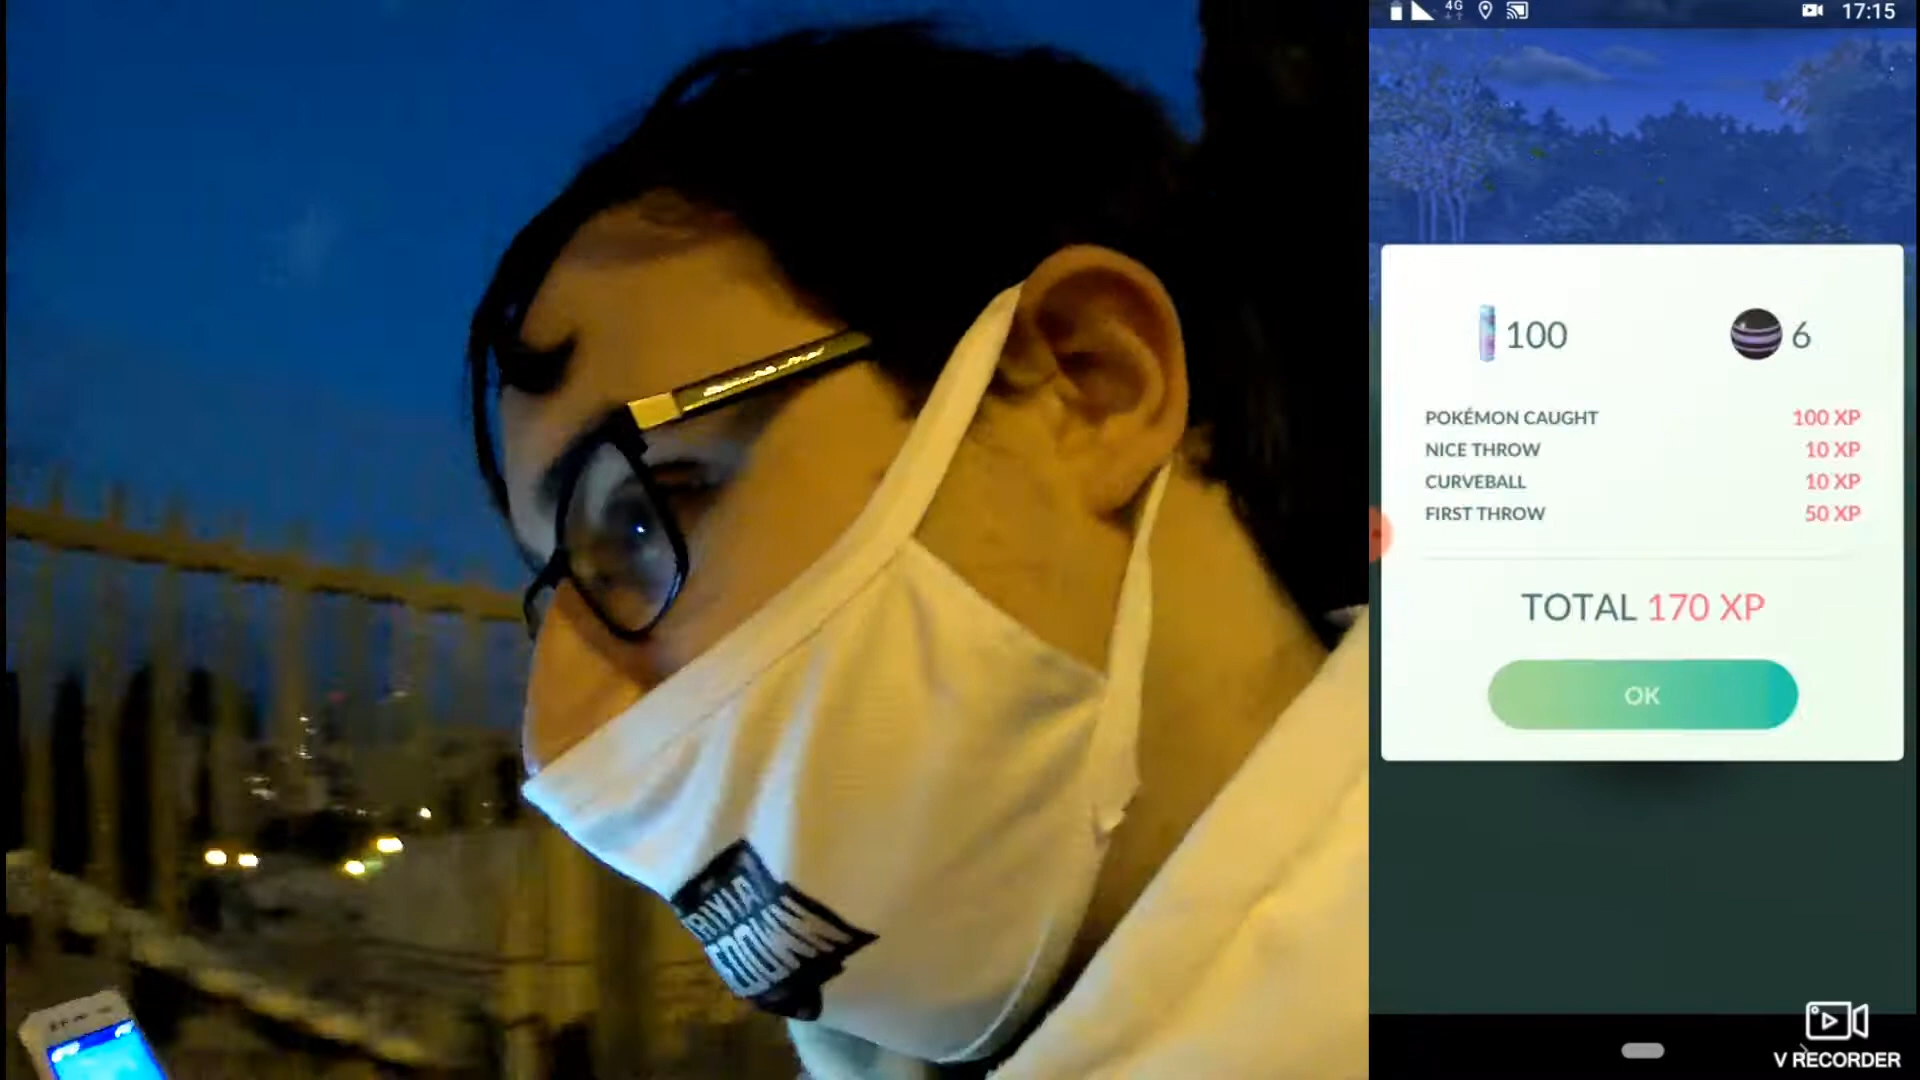 4G
17:15
100
6
POKÉMON CAUGHT 100 XP
NICE THROW 10 XP
CURVEBALL 10 XP
FIRST THROW 50 XP
TOTAL 170 XP
OK
V RECORDER